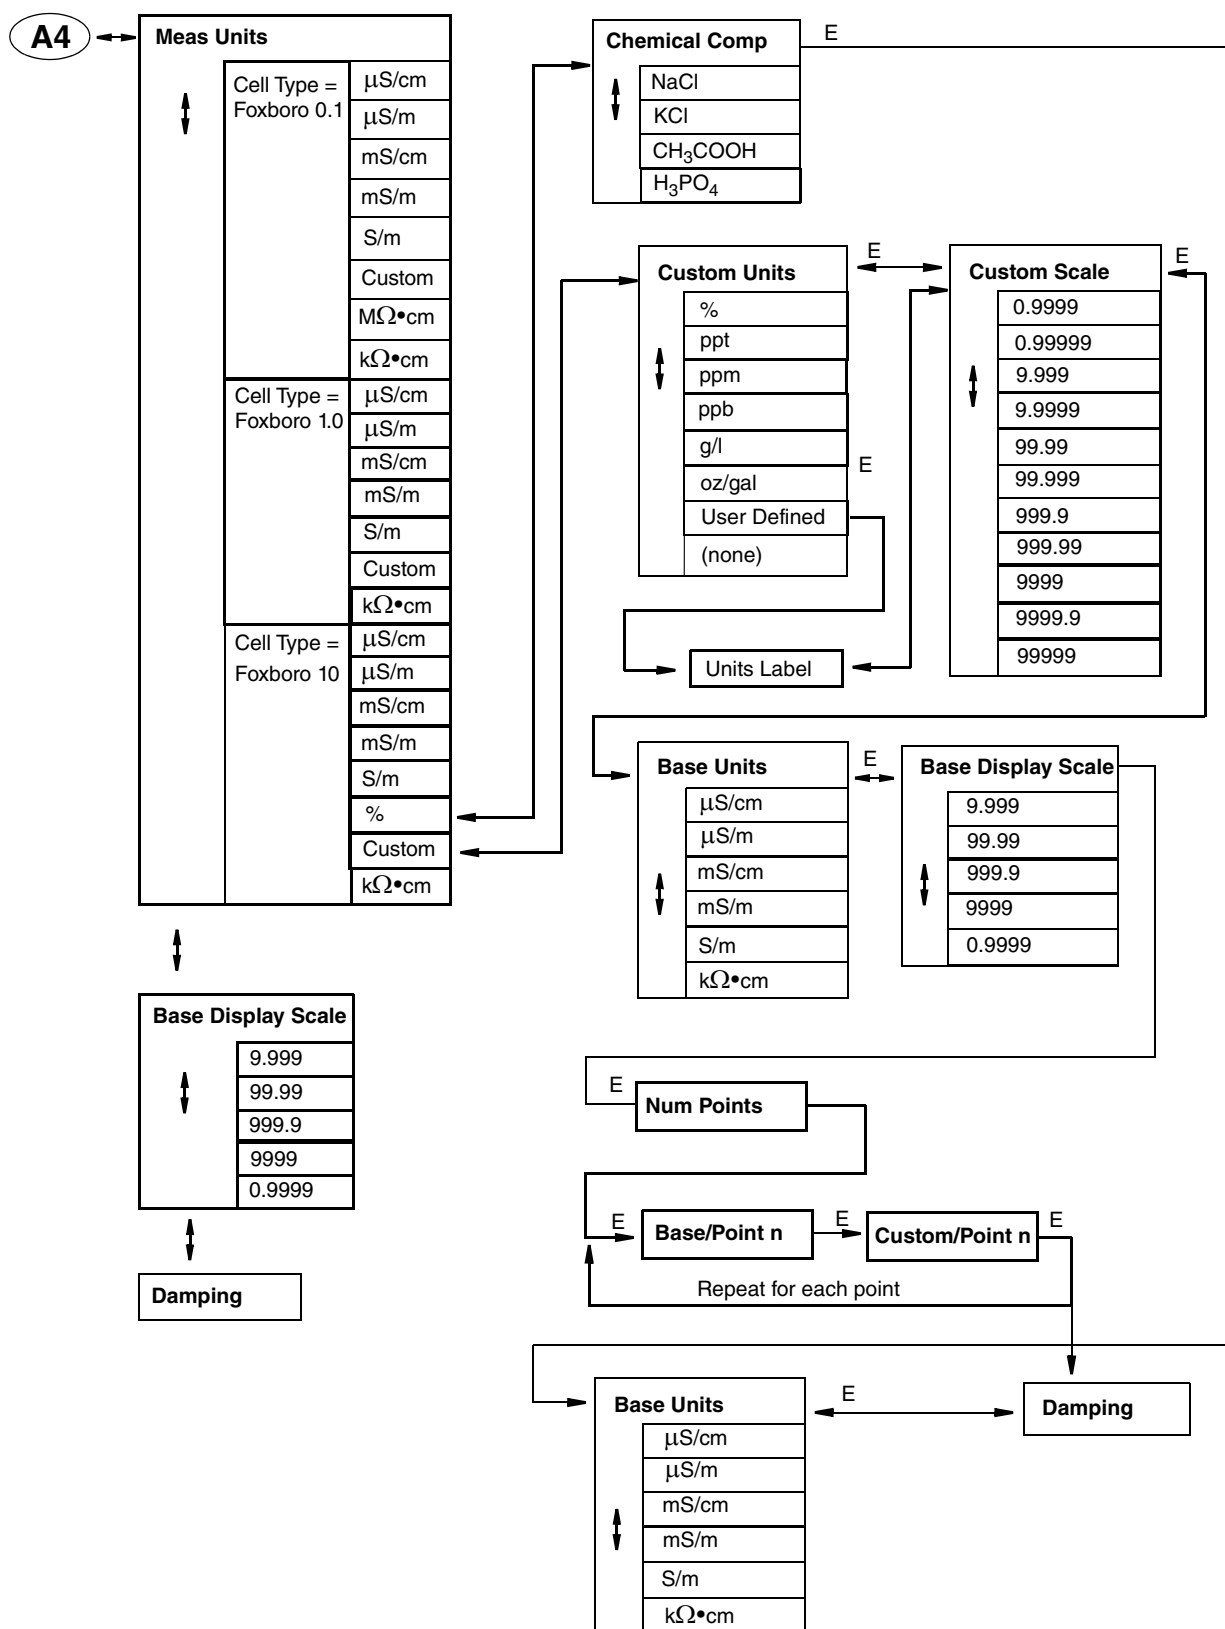 A4
Meas Units
Cell Type =
Foxboro 0.1
μS/cm
μS/m
mS/cm
mS/m
S/m
Custom
MΩ•cm
kΩ•cm
Cell Type =
Foxboro 1.0
μS/cm
μS/m
mS/cm
mS/m
S/m
Custom
kΩ•cm
Cell Type =
Foxboro 10
μS/cm
μS/m
mS/cm
mS/m
S/m
%
Custom
kΩ•cm
Base Display Scale
9.999
99.99
999.9
9999
0.9999
Damping
Chemical Comp
E
NaCl
KCl
CH₃COOH
H₃PO₄
Custom Units
E
%
ppt
ppm
ppb
g/l
E
oz/gal
User Defined
(none)
Units Label
Custom Scale
E
0.9999
0.99999
9.999
9.9999
99.99
99.999
999.9
999.99
9999
9999.9
99999
Base Units
E
μS/cm
μS/m
mS/cm
mS/m
S/m
kΩ•cm
Base Display Scale
9.999
99.99
999.9
9999
0.9999
E
Num Points
E
Base/Point n
E
Custom/Point n
E
Repeat for each point
Base Units
E
Damping
μS/cm
μS/m
mS/cm
mS/m
S/m
kΩ•cm